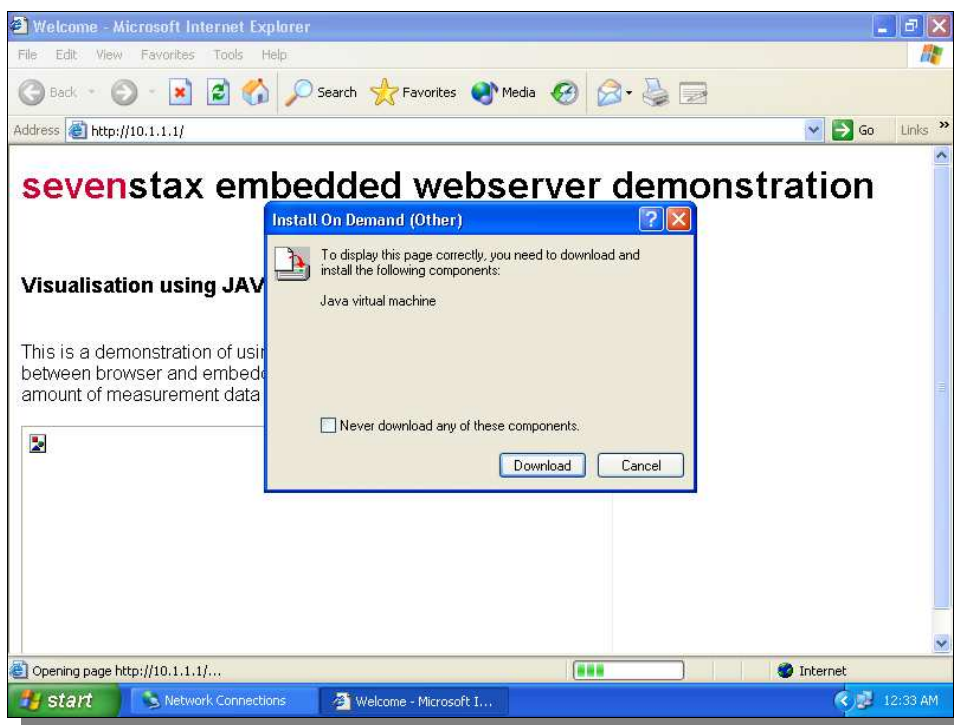 Welcome - Microsoft Internet Explorer
File Edit View Favorites Tools Help
Back Search Favorites Media
Address http://10.1.1.1/ Go Links »
sevenstax embedded webserver demonstration
Install On Demand (Other)
To display this page correctly, you need to download and
install the following components:
Java virtual machine
Visualisation using JAV
This is a demonstration of usin
between browser and embedd
amount of measurement data
Never download any of these components.
Download Cancel
Opening page http://10.1.1.1/... Internet
start Network Connections Welcome - Microsoft I... 12:33 AM